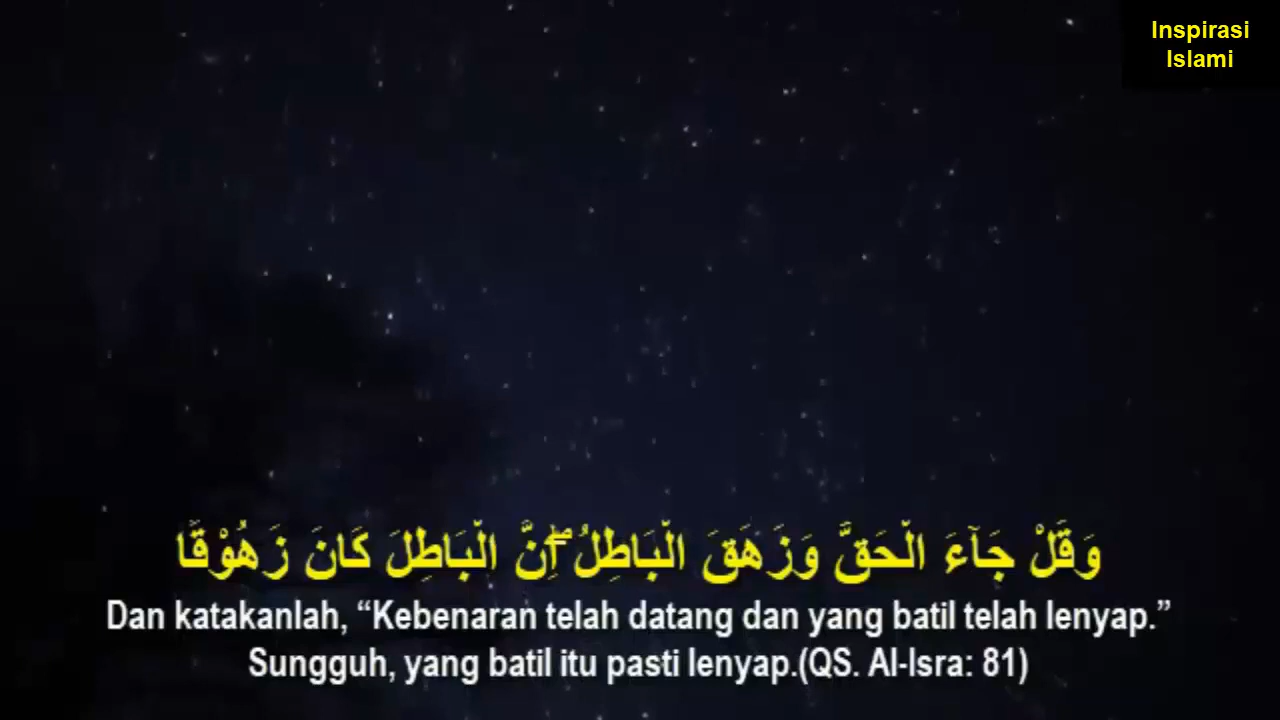 Inspirasi
Islami
وَقَلْ جَآءَ الْحَقَّ وَزَهَقَ الْبَاطِلُ ۖاِنَّ الْبَاطِلَ كَانَ زَهُوْقًا
Dan katakanlah, “Kebenaran telah datang dan yang batil telah lenyap.”
Sungguh, yang batil itu pasti lenyap.(QS. Al-Isra: 81)